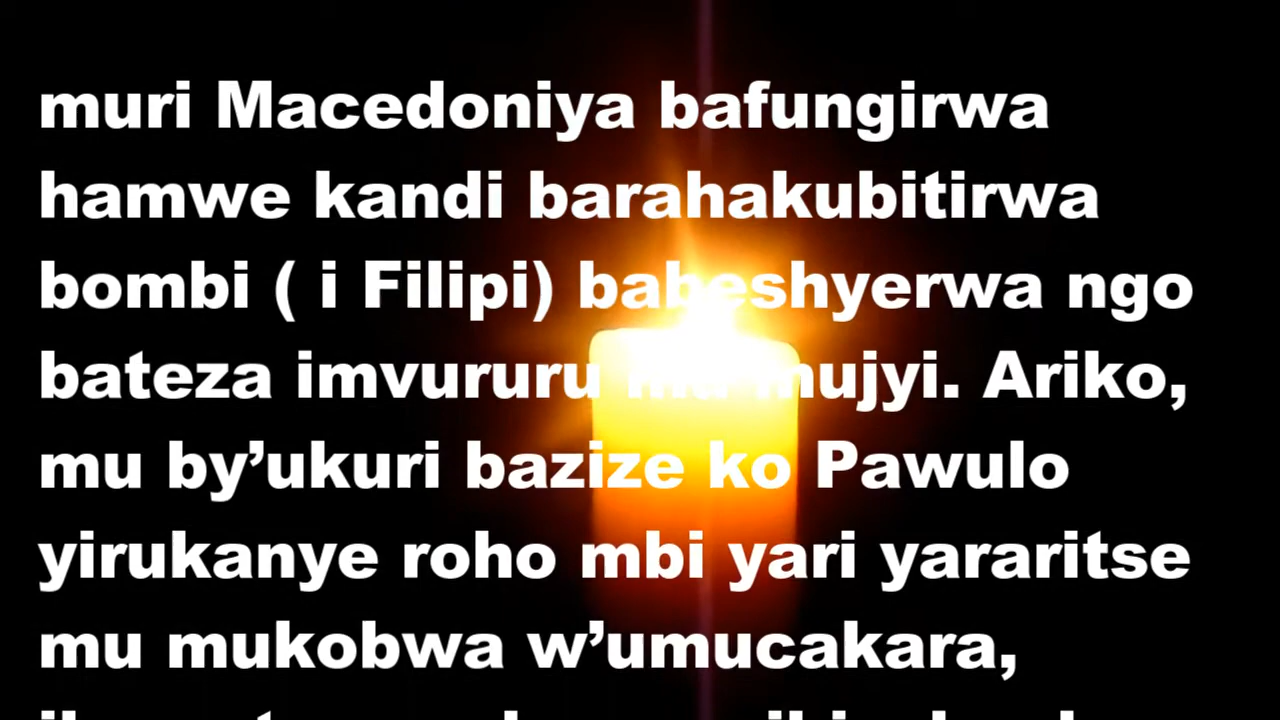 muri Macedoniya bafungirwa
hamwe kandi barahakubitirwa
bombi ( i Filipi) babeshyerwa ngo
bateza imvururu mu mujyi. Ariko,
mu by’ukuri bazize ko Pawulo
yirukanye roho mbi yari yararitse
mu mukobwa w’umucakara,